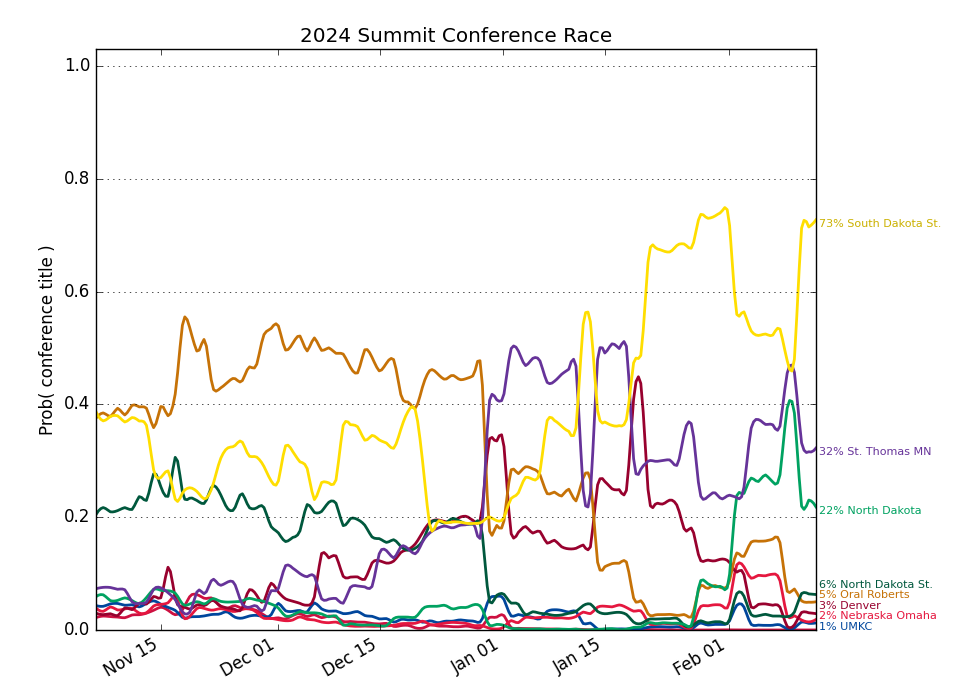 2024 Summit Conference Race
Prob( conference title )
1.0
0.8
0.6
0.4
0.2
0.0
Nov 15
Dec 01
Dec 15
Jan 01
Jan 15
Feb 01
73% South Dakota St.
32% St. Thomas MN
22% North Dakota
6% North Dakota St.
5% Oral Roberts
3% Denver
2% Nebraska Omaha
1% UMKC